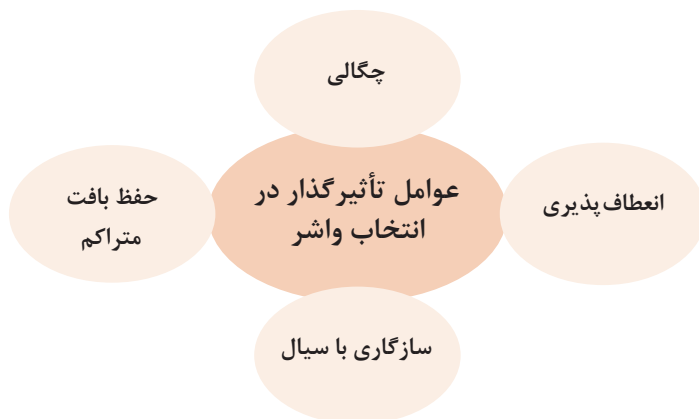 چگالی
عوامل تأثیرگذار در
انتخاب واشر
انعطاف‌پذیری
حفظ بافت
متراکم
سازگاری با سیال